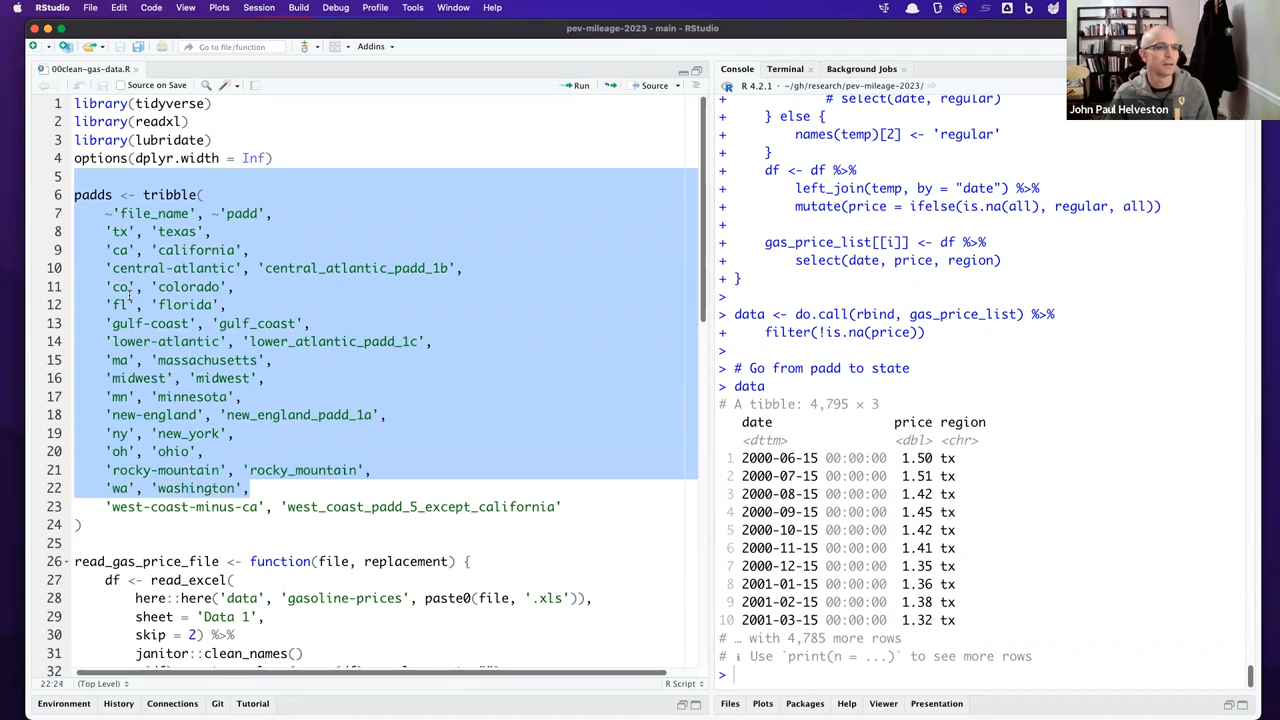 RStudio File Edit Code View Plots Session Build Debug Profile Tools Window Help
pev-mileage-2023 - main - RStudio
Go to file/function Addins
00clean-gas-data.R
Source on Save Run Source
1 library(tidyverse)
2 library(readxl)
3 library(lubridate)
4 options(dplyr.width = Inf)
5
6 padds <- tribble(
7 ~'file_name', ~'padd',
8 'tx', 'texas',
9 'ca', 'california',
10 'central-atlantic', 'central_atlantic_padd_1b',
11 'co', 'colorado',
12 'fl', 'florida',
13 'gulf-coast', 'gulf_coast',
14 'lower-atlantic', 'lower_atlantic_padd_1c',
15 'ma', 'massachusetts',
16 'midwest', 'midwest',
17 'mn', 'minnesota',
18 'new-england', 'new_england_padd_1a',
19 'ny', 'new_york',
20 'oh', 'ohio',
21 'rocky-mountain', 'rocky_mountain',
22 'wa', 'washington',
23 'west-coast-minus-ca', 'west_coast_padd_5_except_california'
24 )
25
26 read_gas_price_file <- function(file, replacement) {
27 df <- read_excel(
28 here::here('data', 'gasoline-prices', paste0(file, '.xls')),
29 sheet = 'Data 1',
30 skip = 2) %>%
31 janitor::clean_names()
32
22:24 (Top Level) R Script
Environment History Connections Git Tutorial
Console Terminal Background Jobs
R 4.2.1 · ~/gh/research/pev-mileage-2023/
+ # select(date, regular)
+ } else {
+ names(temp)[2] <- 'regular'
+ }
+ df <- df %>%
+ left_join(temp, by = "date") %>%
+ mutate(price = ifelse(is.na(all), regular, all))
+
+ gas_price_list[[i]] <- df %>%
+ select(date, price, region)
+ }
>
> data <- do.call(rbind, gas_price_list) %>%
+ filter(!is.na(price))
>
> # Go from padd to state
> data
# A tibble: 4,795 × 3
date price region
<dttm> <dbl> <chr>
1 2000-06-15 00:00:00 1.50 tx
2 2000-07-15 00:00:00 1.51 tx
3 2000-08-15 00:00:00 1.42 tx
4 2000-09-15 00:00:00 1.45 tx
5 2000-10-15 00:00:00 1.42 tx
6 2000-11-15 00:00:00 1.41 tx
7 2000-12-15 00:00:00 1.35 tx
8 2001-01-15 00:00:00 1.36 tx
9 2001-02-15 00:00:00 1.38 tx
10 2001-03-15 00:00:00 1.32 tx
# … with 4,785 more rows
# ℹ Use `print(n = ...)` to see more rows
>
Files Plots Packages Help Viewer Presentation
John Paul Helveston